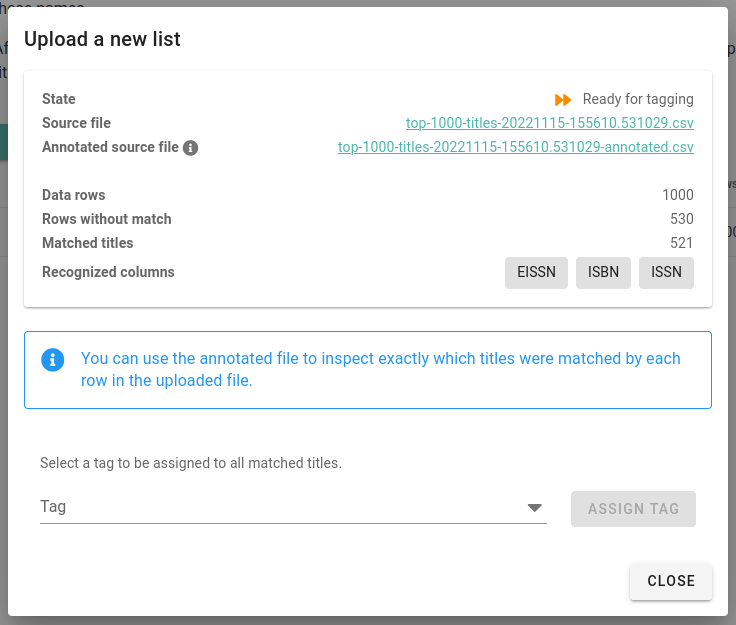 Upload a new list
State Ready for tagging
Source file top-1000-titles-20221115-155610.531029.csv
Annotated source file top-1000-titles-20221115-155610.531029-annotated.csv
Data rows 1000
Rows without match 530
Matched titles 521
Recognized columns EISSN ISBN ISSN
You can use the annotated file to inspect exactly which titles were matched by each
row in the uploaded file.
Select a tag to be assigned to all matched titles.
Tag ASSIGN TAG
CLOSE